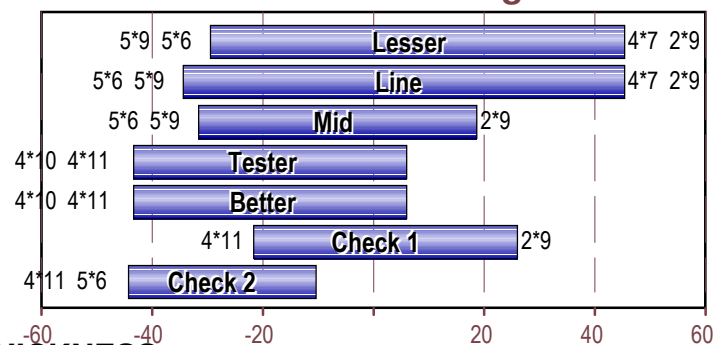 5*9 5*6 Lesser 4*7 2*9
5*6 5*9 Line 4*7 2*9
5*6 5*9 Mid 2*9
4*10 4*11 Tester
4*10 4*11 Better
4*11 Check 1 2*9
4*11 5*6 Check 2
-60 -40 -20 0 20 40 60